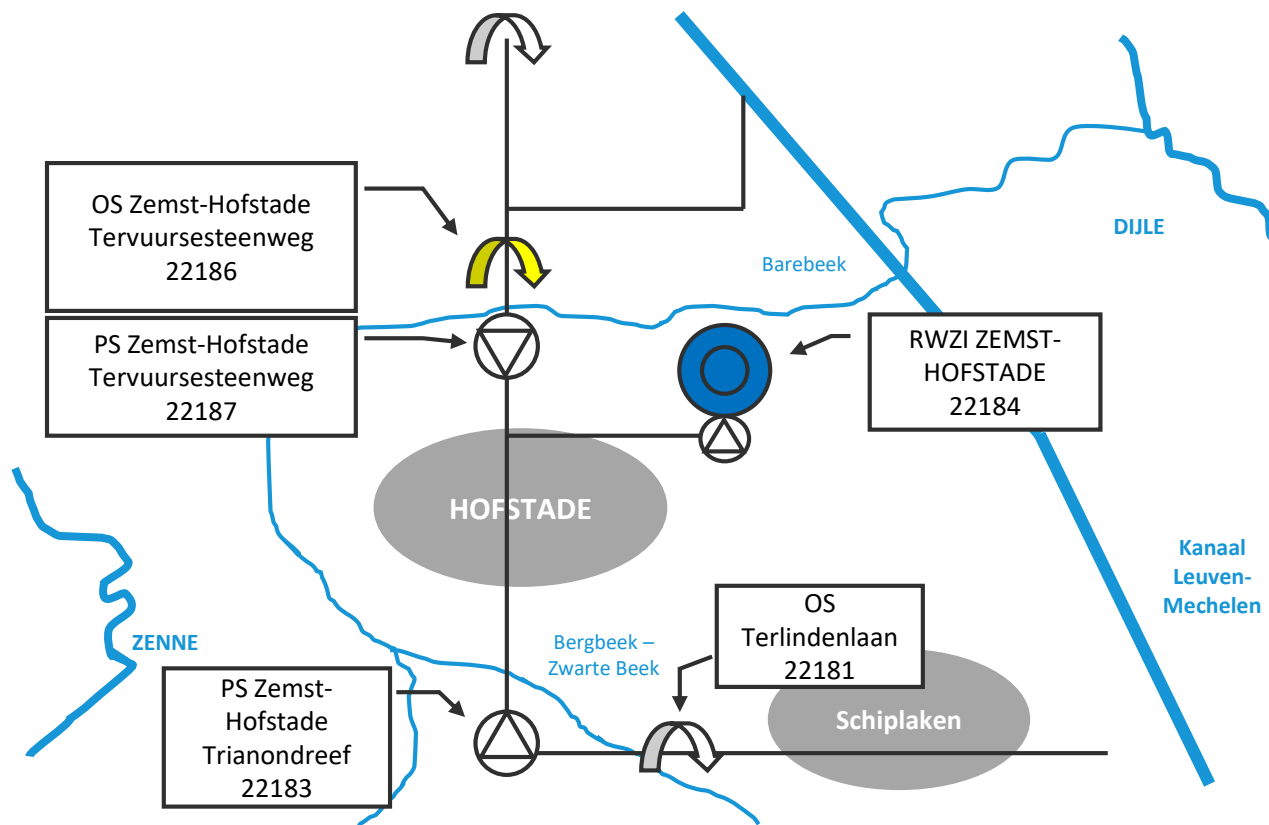 OS Zemst-Hofstade
Tervuursesteenweg
22186
PS Zemst-Hofstade
Tervuursesteenweg
22187
Barebeek
DIJLE
RWZI ZEMST-
HOFSTADE
22184
HOFSTADE
Kanaal
Leuven-
Mechelen
ZENNE
Bergbeek –
Zwarte Beek
OS
Terlindenlaan
22181
PS Zemst-
Hofstade
Trianondreef
22183
Schiplaken